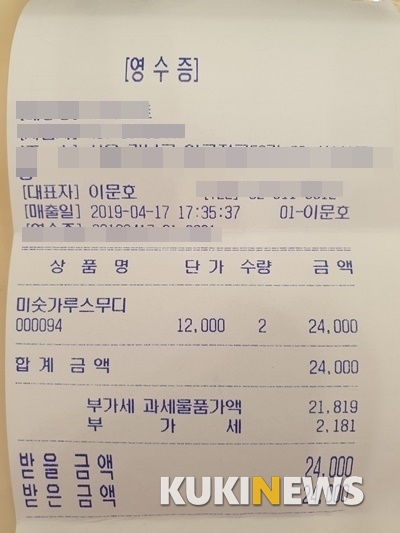 [영 수 증]
[대표자] 이문호
[매출일] 2019-04-17 17:35:37 01-이문호
상 품 명 단 가 수량 금 액
미숫가루스무디
000094 12,000 2 24,000
합 계 금 액 24,000
부가세 과세물품가액 21,819
부 가 세 2,181
받을금액 24,000
받은금액 24,000
KUKINEWS